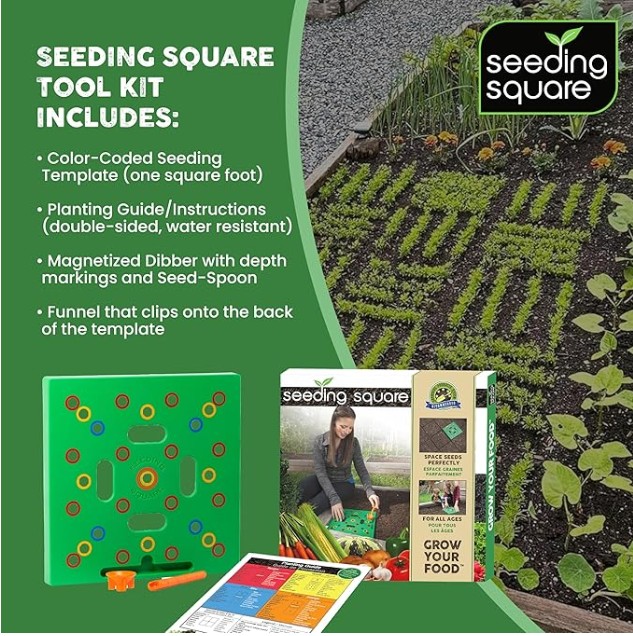 SEEDING SQUARE
TOOL KIT
INCLUDES:
• Color-Coded Seeding
Template (one square foot)
• Planting Guide/Instructions
(double-sided, water resistant)
• Magnetized Dibber with depth
markings and Seed-Spoon
• Funnel that clips onto the back
of the template
seeding
square
seeding square
SPACE SEEDS
PERFECTLY
ESPACE GRAINES
PARFAITEMENT
FOR ALL AGES
POUR TOUS
LES ÂGES
GROW
YOUR
FOOD™
GROW YOUR FOOD
Planting Guide